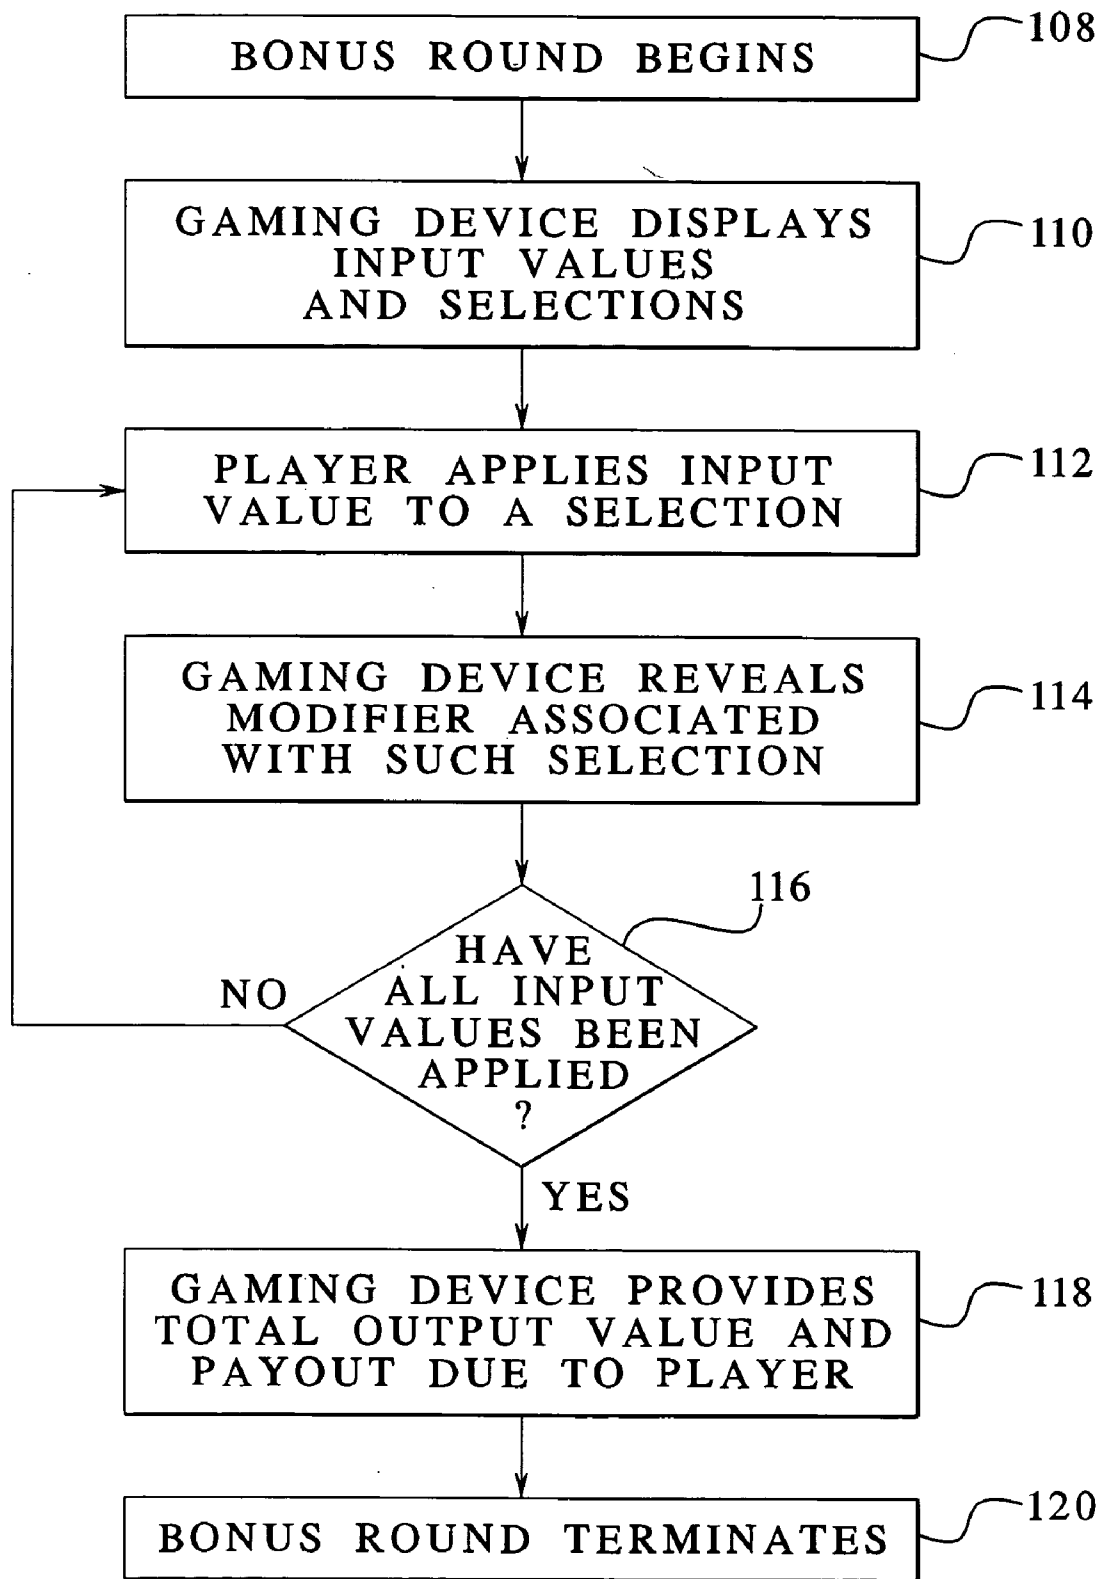 BONUS ROUND BEGINS
108
GAMING DEVICE DISPLAYS
INPUT VALUES
AND SELECTIONS
110
PLAYER APPLIES INPUT
VALUE TO A SELECTION
112
GAMING DEVICE REVEALS
MODIFIER ASSOCIATED
WITH SUCH SELECTION
114
116
HAVE
ALL INPUT
VALUES BEEN
APPLIED
?
NO
YES
GAMING DEVICE PROVIDES
TOTAL OUTPUT VALUE AND
PAYOUT DUE TO PLAYER
118
BONUS ROUND TERMINATES
120